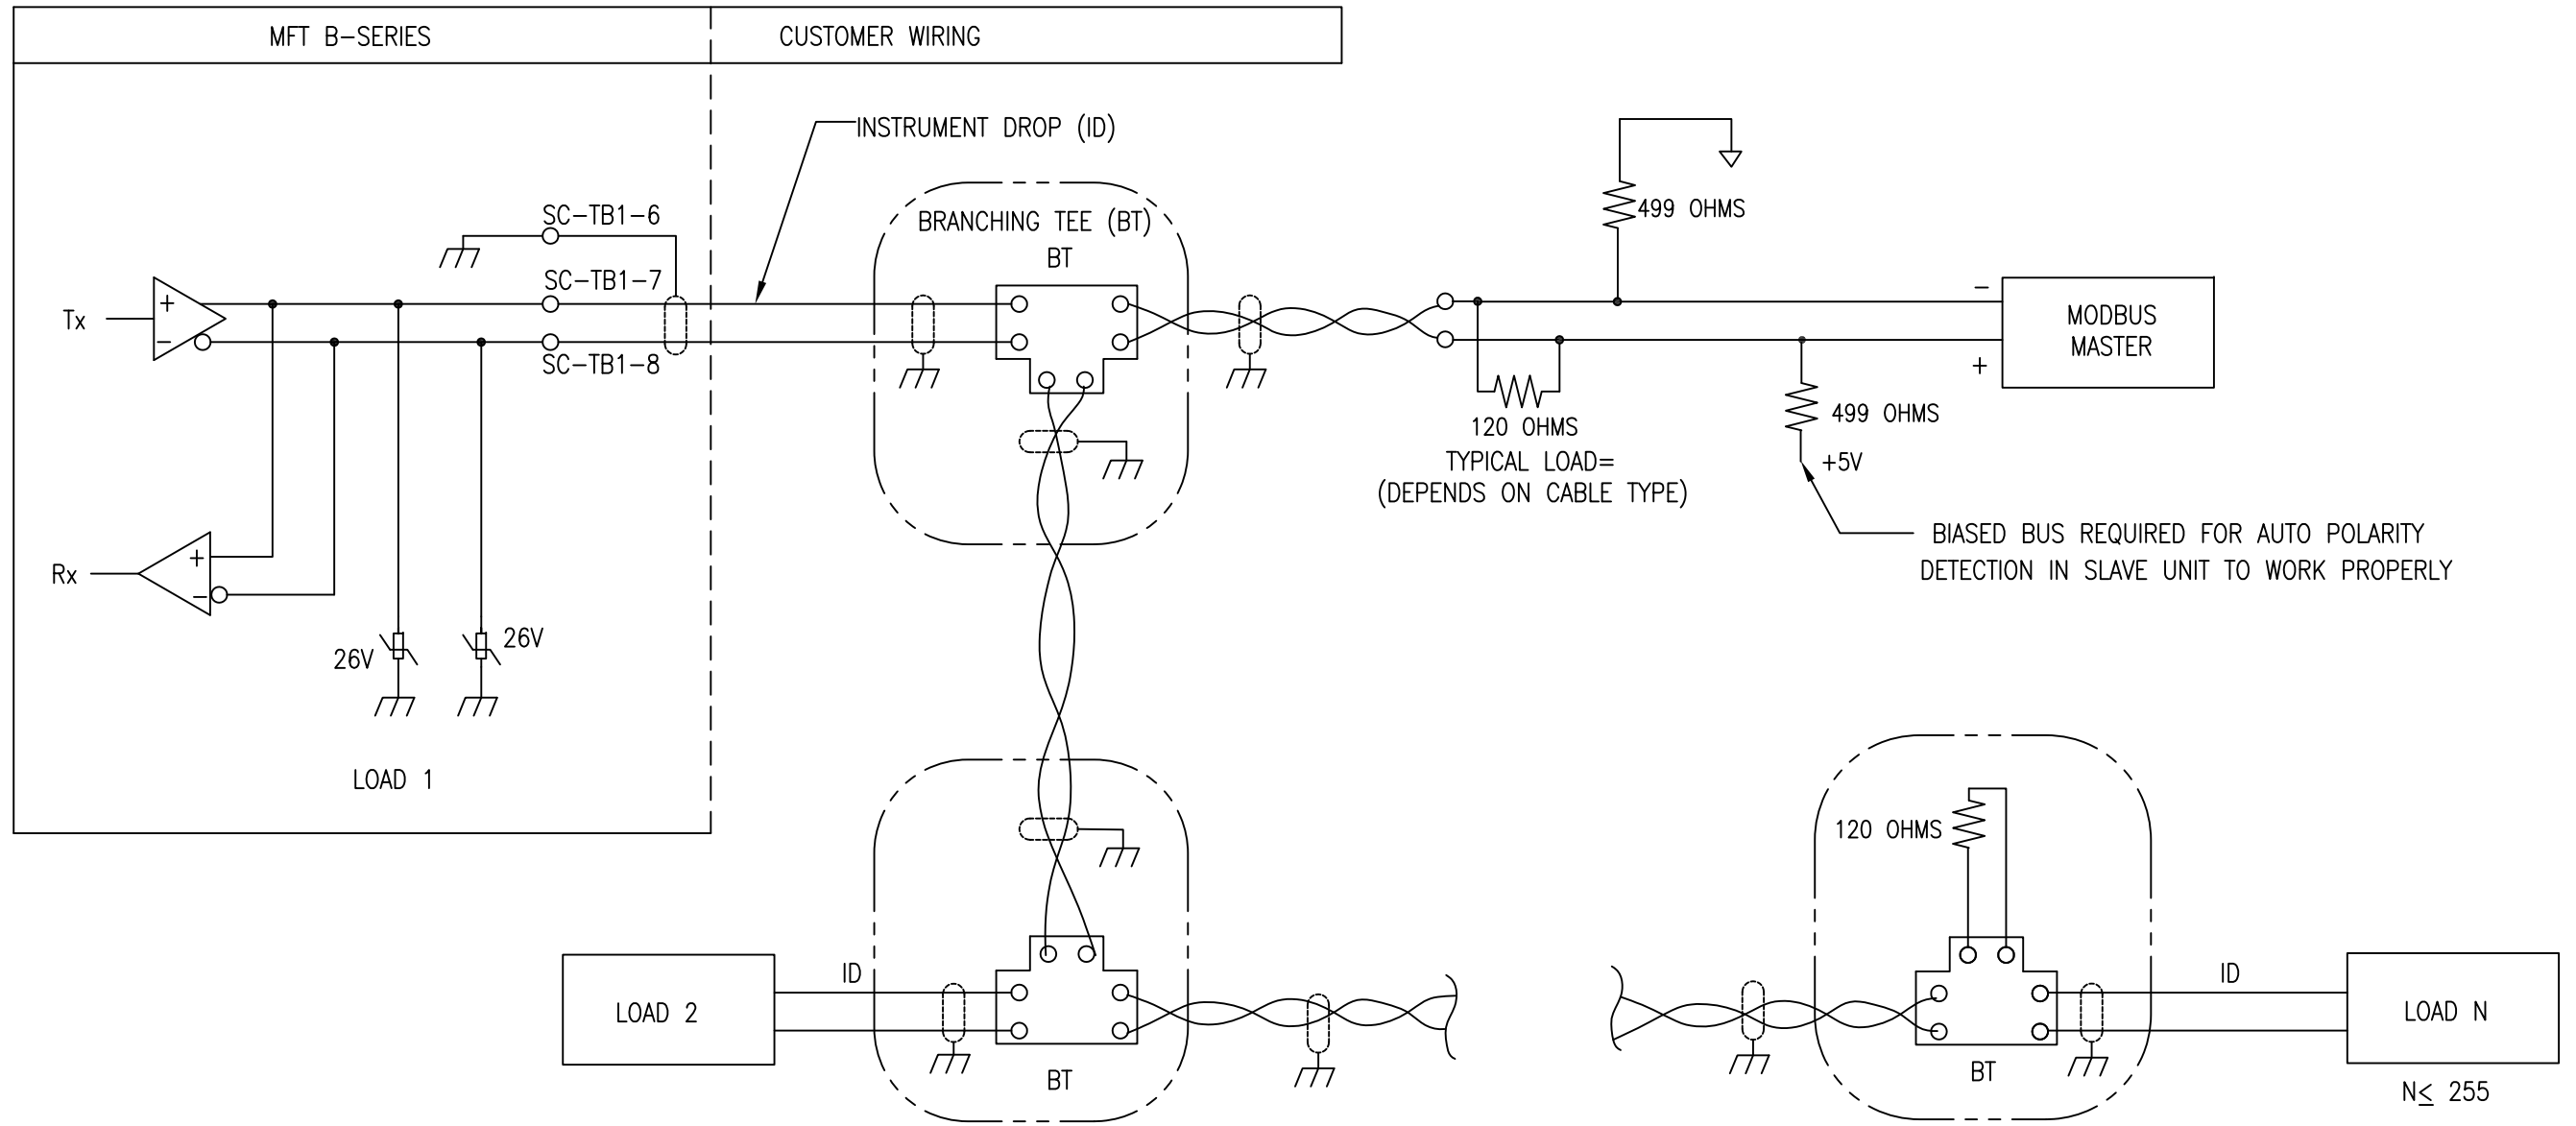 MFT B-SERIES
CUSTOMER WIRING
INSTRUMENT DROP (ID)
SC-TB1-6
SC-TB1-7
SC-TB1-8
Tx
+
-
Rx
+
-
26V
26V
LOAD 1
BRANCHING TEE (BT)
BT
499 OHMS
-
+
MODBUS
MASTER
120 OHMS
TYPICAL LOAD=
(DEPENDS ON CABLE TYPE)
499 OHMS
+5V
BIASED BUS REQUIRED FOR AUTO POLARITY
DETECTION IN SLAVE UNIT TO WORK PROPERLY
LOAD 2
ID
BT
120 OHMS
BT
ID
LOAD N
N≤ 255